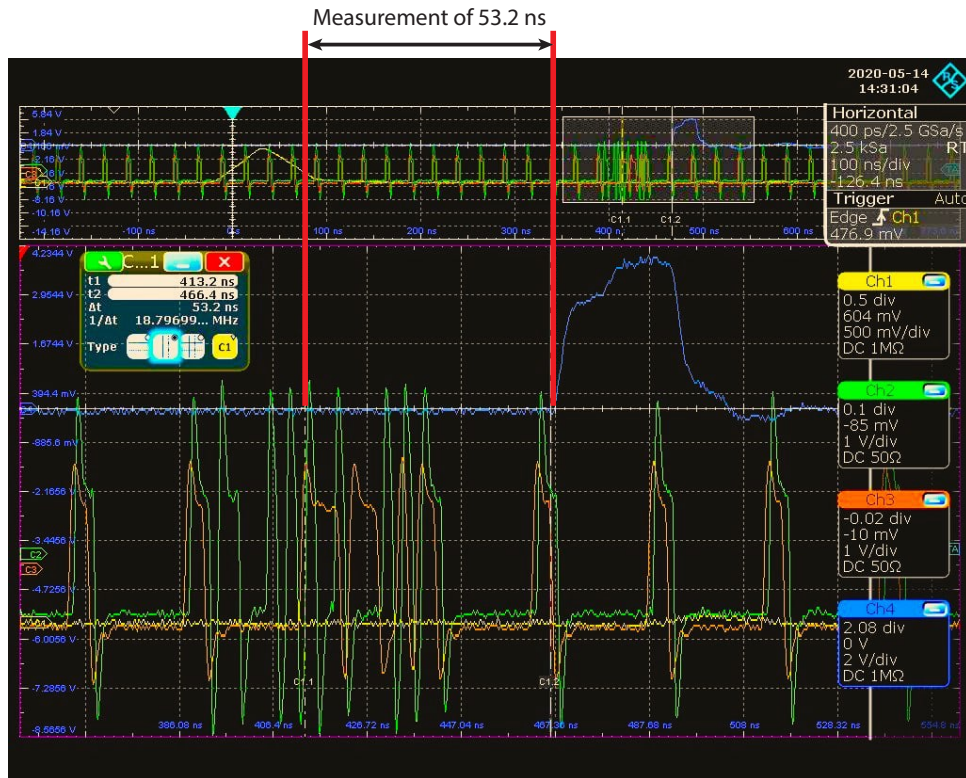 Measurement of 53.2 ns
2020-05-14
14:31:04
Horizontal
400 ps/2.5 GSa/s
2.5 kSa RT
100 ns/div
-126.4 ns
Trigger Auto
Edge Ch1
476.9 mV
5.84 V
1.84 V
-2.16 V
-8.16 V
-10.16 V
-14.16 V
-100 ns
0 s
100 ns
200 ns
300 ns
400 n
500 ns
600 ns
C1.1
C1.2
C...1
t1 413.2 ns
t2 466.4 ns
Δt 53.2 ns
1/Δt 18.79699... MHz
Type C1
4.2344 V
2.9544 V
1.6744 V
394.4 mV
-885.6 mV
-2.1656 V
-3.4456 V
-4.7256 V
-6.0056 V
-7.2856 V
-8.5656 V
C2
C3
C1.1
C1.2
386.08 ns
406.4 ns
426.72 ns
447.04 ns
467.36 ns
487.68 ns
508 ns
528.32 ns
Ch1
0.5 div
604 mV
500 mV/div
DC 1MΩ
Ch2
0.1 div
-85 mV
1 V/div
DC 50Ω
Ch3
-0.02 div
-10 mV
1 V/div
DC 50Ω
Ch4
2.08 div
0 V
2 V/div
DC 1MΩ